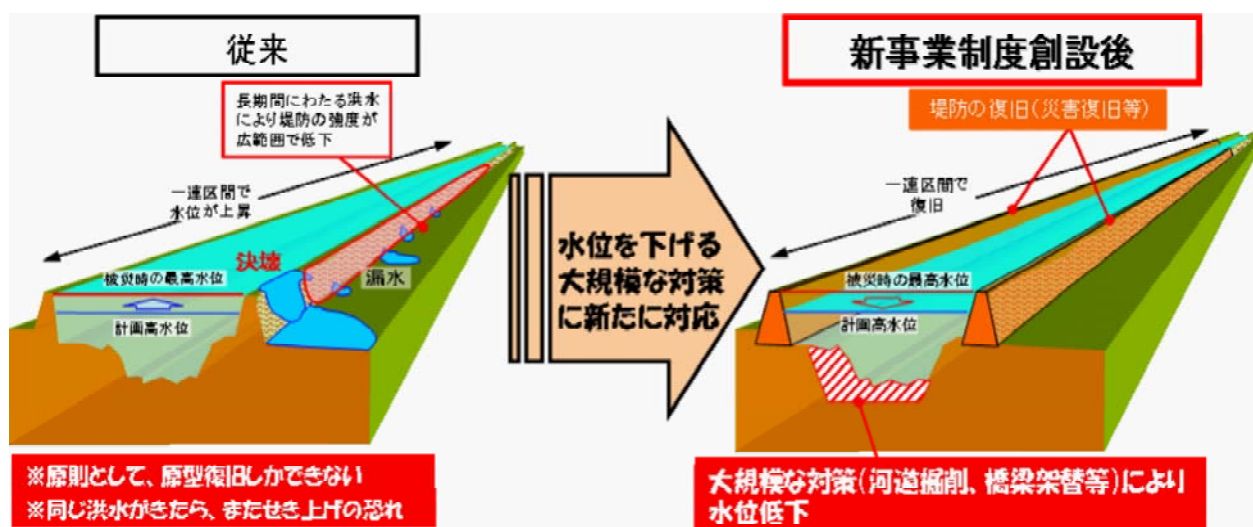 従来
長期間にわたる洪水
により堤防の強度が
広範囲で低下
一連区間で
水位が上昇
決壊
漏水
被災時の最高水位
計画高水位
※原則として、原型復旧しかできない
※同じ洪水がきたら、またせき上げの恐れ
水位を下げる
大規模な対策
に新たに対応
新事業制度創設後
堤防の復旧(災害復旧等)
一連区間で
復旧
被災時の最高水位
計画高水位
大規模な対策(河道掘削、橋梁架替等)により
水位低下